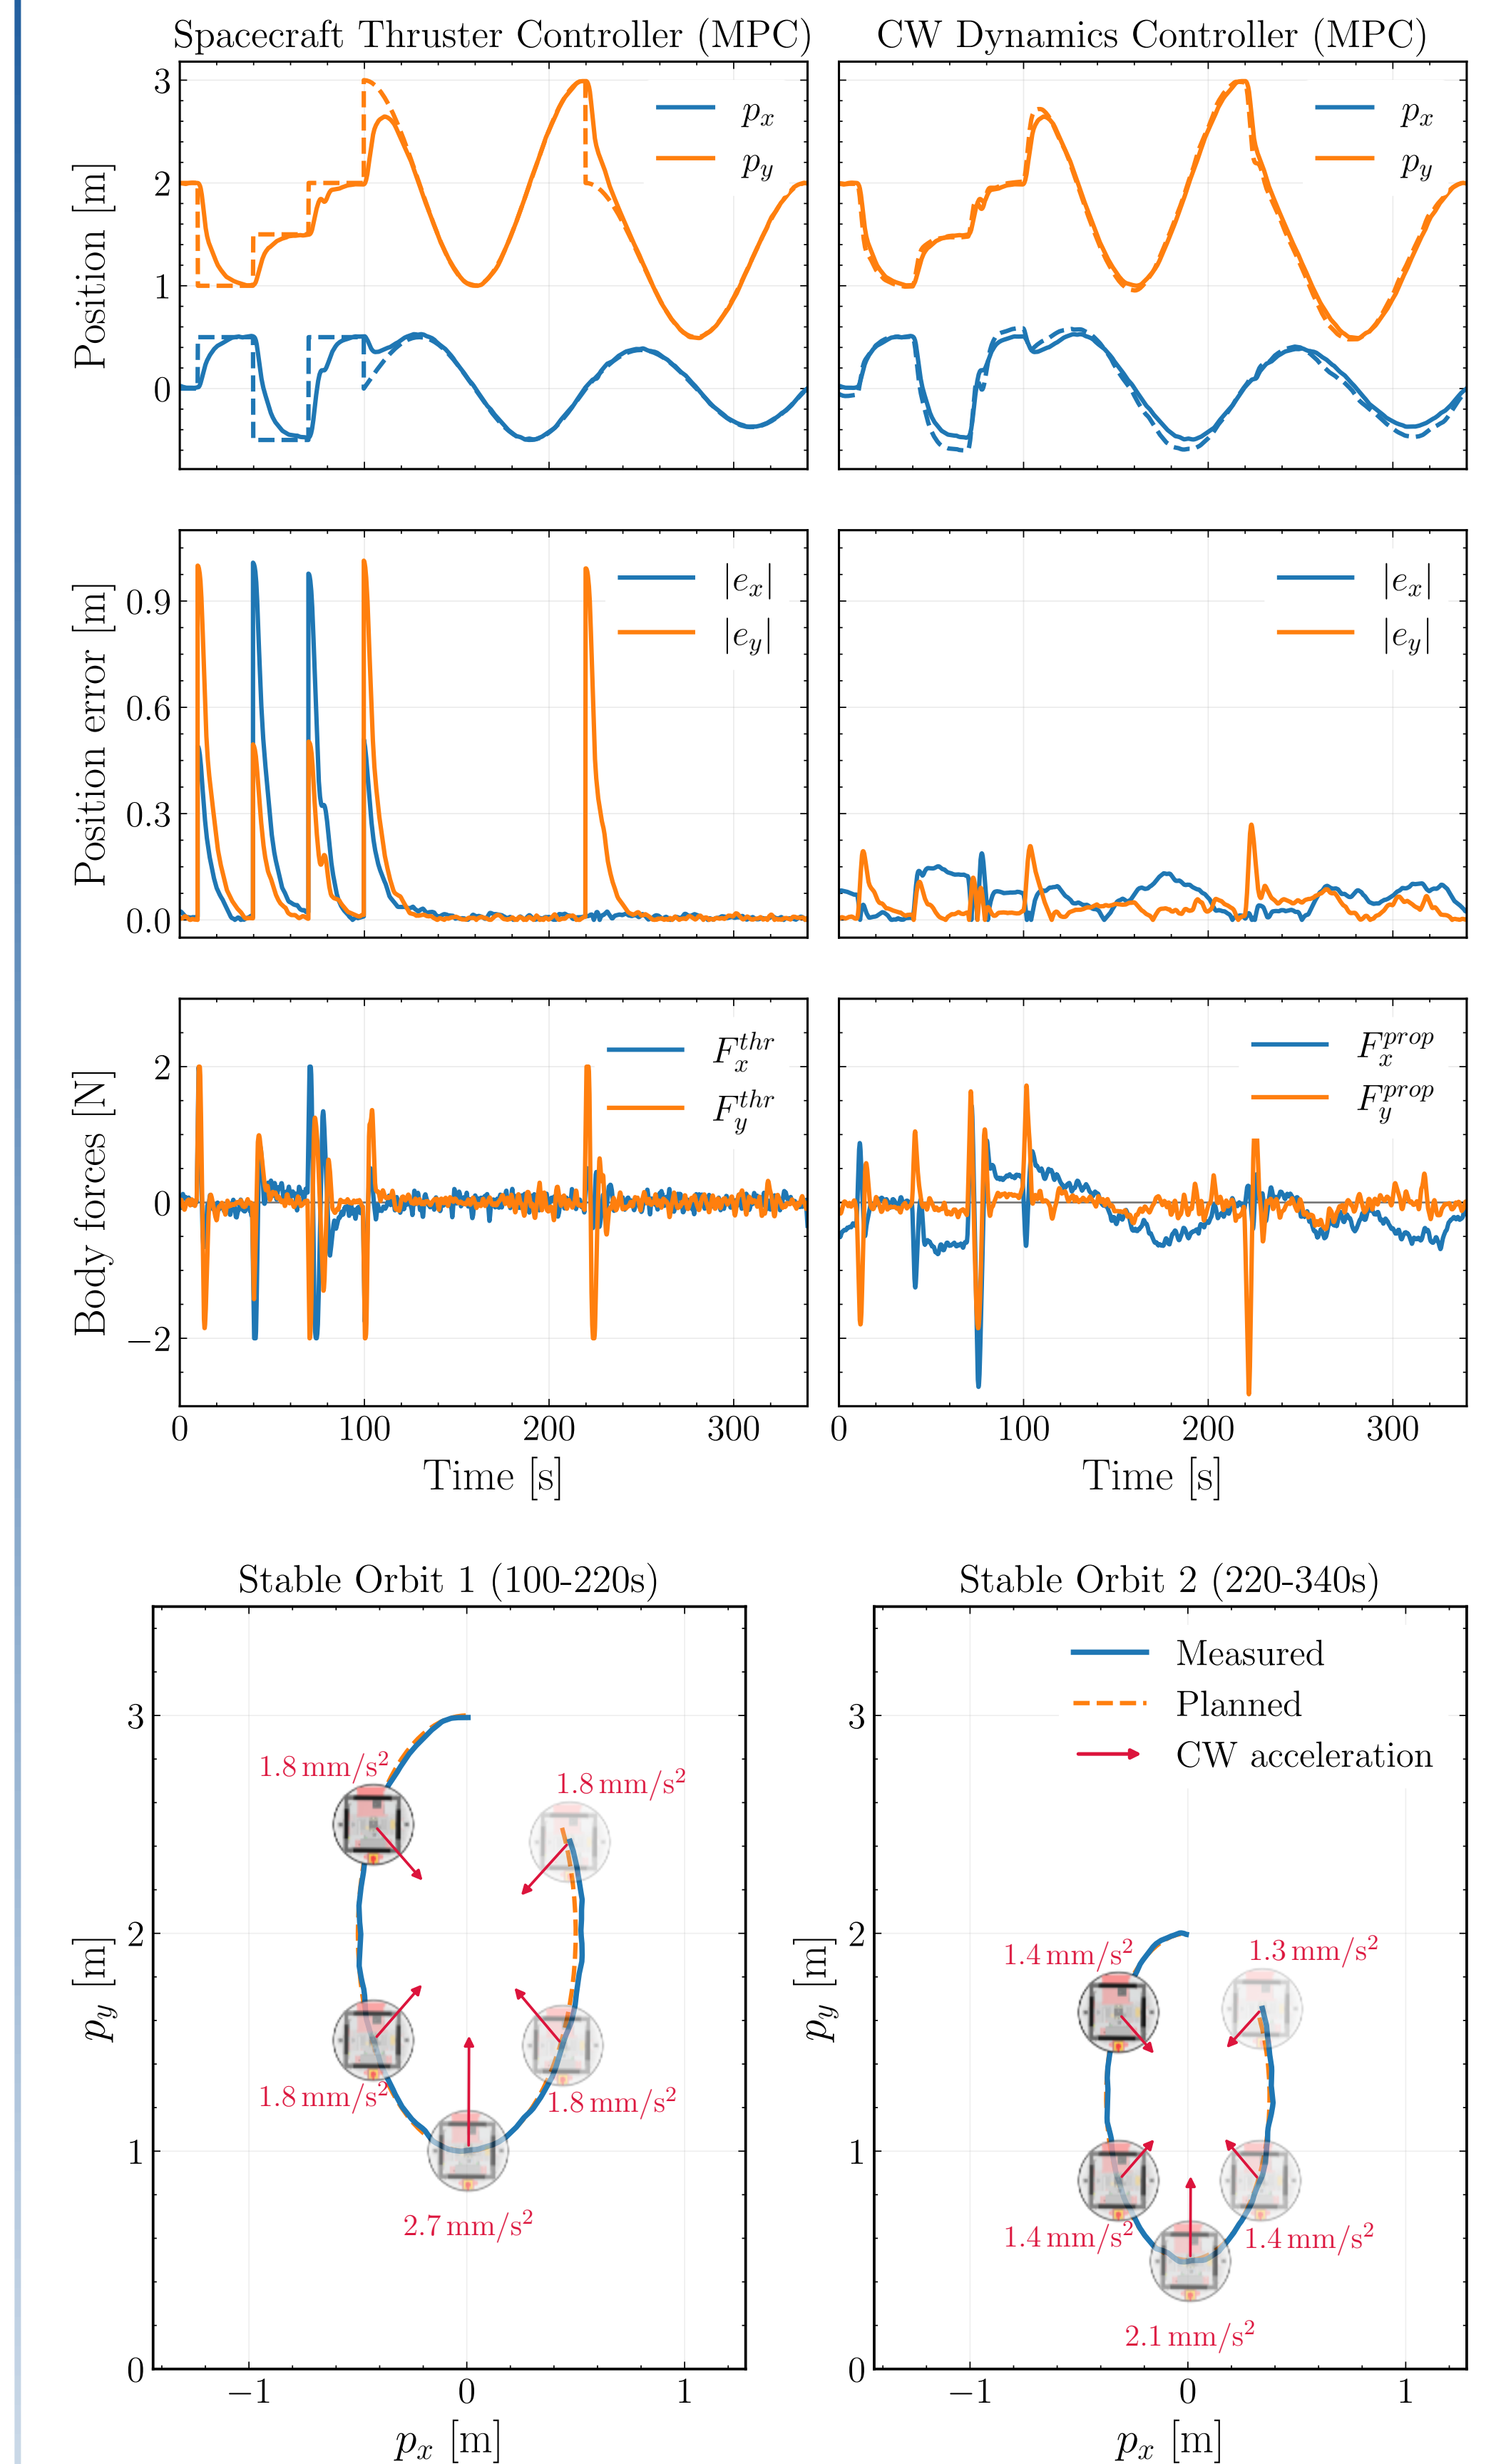 Spacecraft Thruster Controller (MPC)
CW Dynamics Controller (MPC)
Position [m]
3
2
1
0
p_x
p_y
p_x
p_y
Position error [m]
0.9
0.6
0.3
0.0
|e_x|
|e_y|
|e_x|
|e_y|
Body forces [N]
2
0
−2
F_x^{thr}
F_y^{thr}
F_x^{prop}
F_y^{prop}
0 100 200 300
0 100 200 300
Time [s]
Time [s]
Stable Orbit 1 (100-220s)
Stable Orbit 2 (220-340s)
p_y [m]
3
2
1
0
1.8 mm/s²
1.8 mm/s²
1.8 mm/s²
1.8 mm/s²
2.7 mm/s²
−1 0 1
p_x [m]
p_y [m]
3
2
1
0
Measured
Planned
CW acceleration
1.4 mm/s²
1.3 mm/s²
1.4 mm/s²
1.4 mm/s²
2.1 mm/s²
−1 0 1
p_x [m]